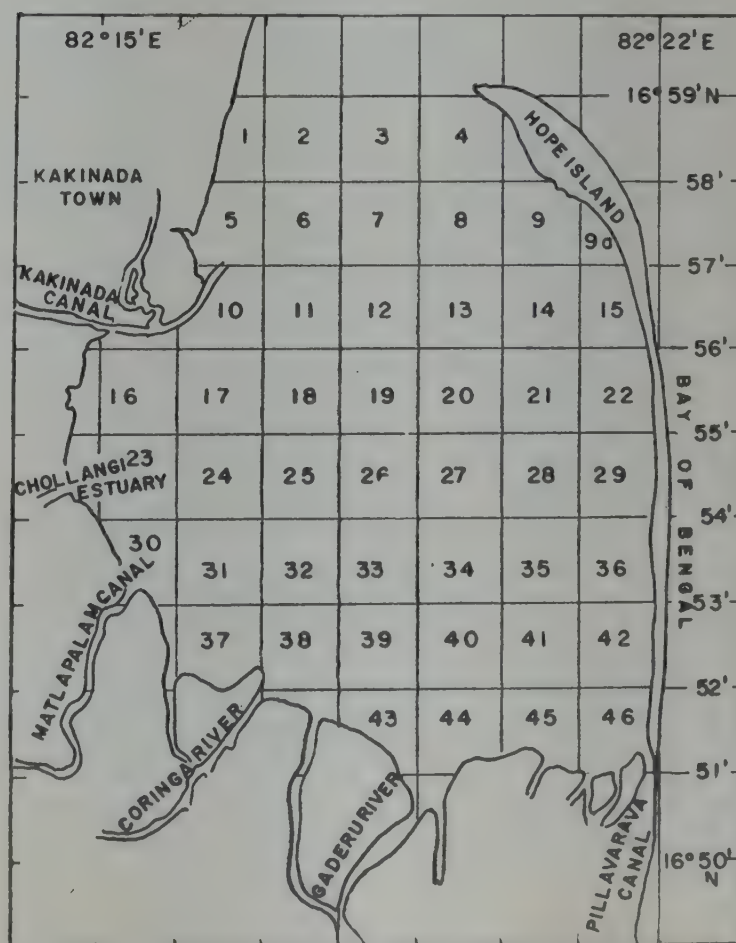 82°15'E
82°22'E
16°59'N
HOPE ISLAND
1 2 3 4
KAKINADA
TOWN
58'
5 6 7 8 9
9a
57'
KAKINADA
CANAL
10 11 12 13 14 15
56'
16 17 18 19 20 21 22
BAY OF BENGAL
55'
CHOLLANGI 23
ESTUARY
24 25 26 27 28 29
54'
30
31 32 33 34 35 36
MATLAPALAM CANAL
53'
37 38 39 40 41 42
52'
43 44 45 46
CORINGA RIVER
51'
GADERU RIVER
PILLAVARAVA
CANAL
16°50'
N